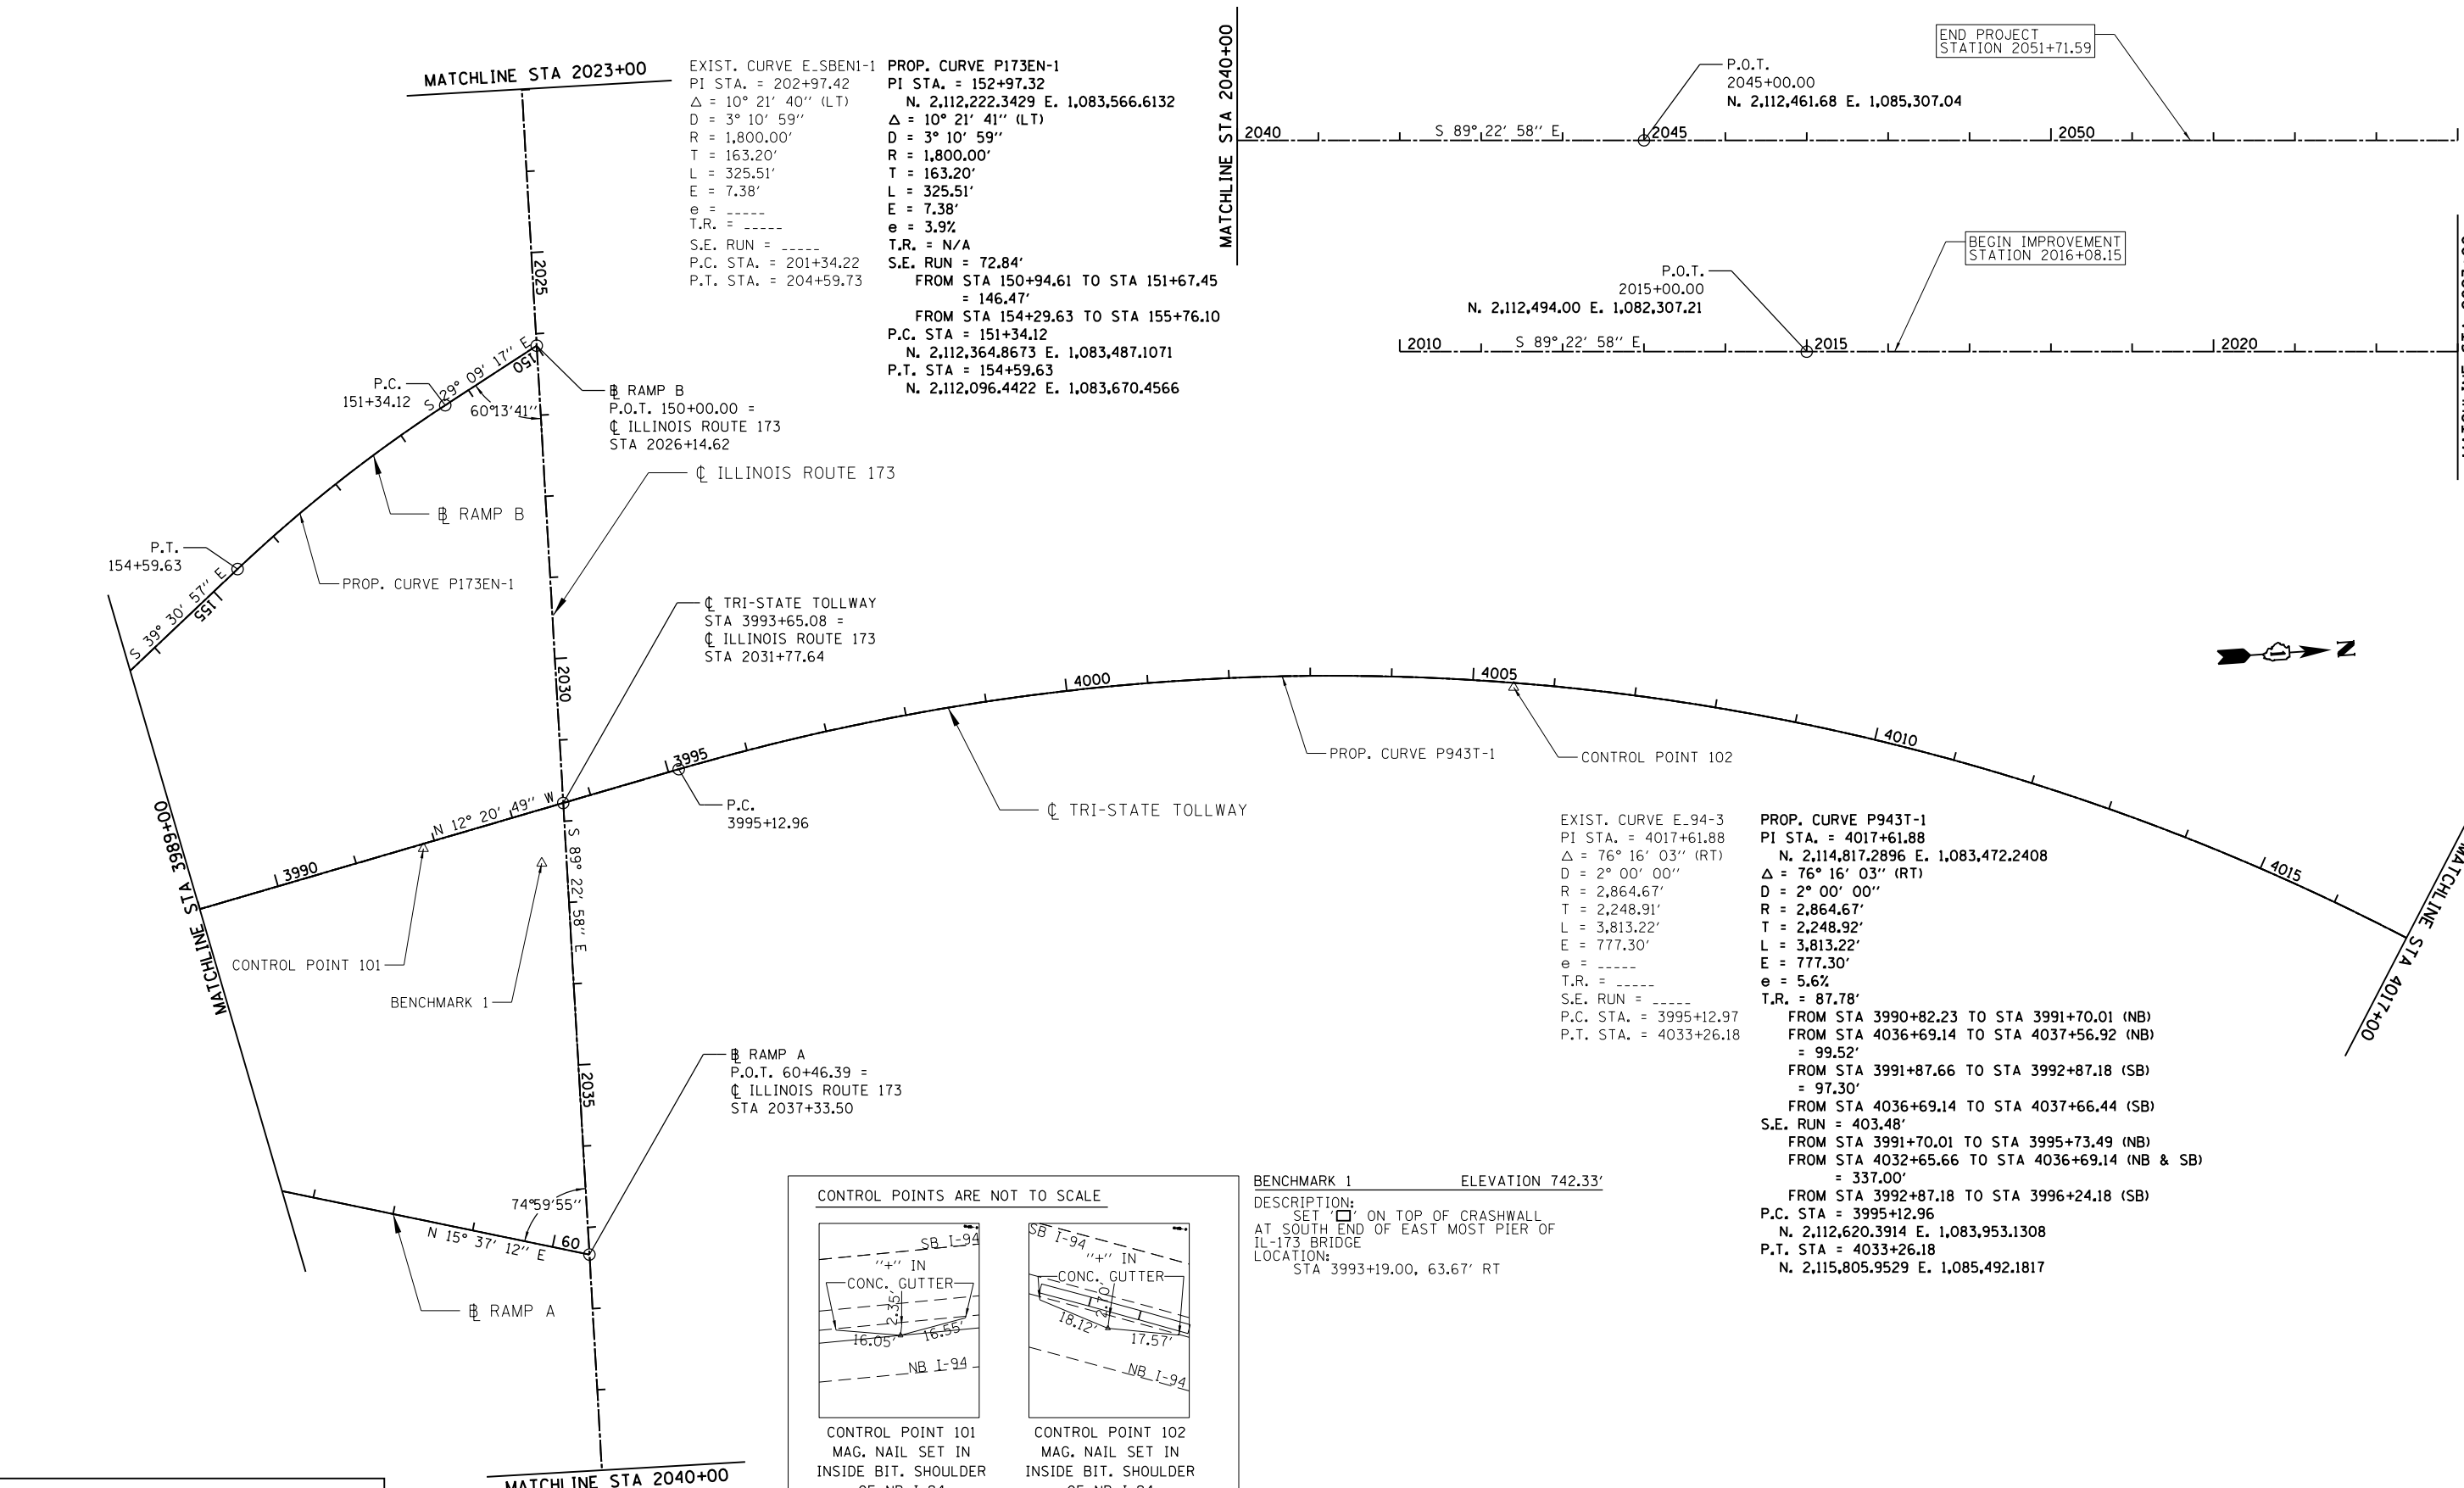 MATCHLINE STA 2023+00
EXIST. CURVE E_SBEN1-1
PI STA. = 202+97.42
Δ = 10° 21' 40'' (LT)
D = 3° 10' 59''
R = 1,800.00'
T = 163.20'
L = 325.51'
E = 7.38'
e = _____
T.R. = _____
S.E. RUN = _____
P.C. STA. = 201+34.22
P.T. STA. = 204+59.73
PROP. CURVE P173EN-1
PI STA. = 152+97.32
N. 2,112,222.3429 E. 1,083,566.6132
Δ = 10° 21' 41'' (LT)
D = 3° 10' 59''
R = 1,800.00'
T = 163.20'
L = 325.51'
E = 7.38'
e = 3.9%
T.R. = N/A
S.E. RUN = 72.84'
FROM STA 150+94.61 TO STA 151+67.45
= 146.47'
FROM STA 154+29.63 TO STA 155+76.10
P.C. STA = 151+34.12
N. 2,112,364.8673 E. 1,083,487.1071
P.T. STA = 154+59.63
N. 2,112,096.4422 E. 1,083,670.4566
MATCHLINE STA 2040+00
2040
S 89° 22' 58'' E
2045
2050
P.O.T.
2045+00.00
N. 2,112,461.68 E. 1,085,307.04
END PROJECT
STATION 2051+71.59
BEGIN IMPROVEMENT
STATION 2016+08.15
P.O.T.
2015+00.00
N. 2,112,494.00 E. 1,082,307.21
2010
S 89° 22' 58'' E
2015
2020
2025
S 29° 09' 17'' E
150
P.C.
151+34.12
60°13'41''
℄ RAMP B
P.O.T. 150+00.00 =
℄ ILLINOIS ROUTE 173
STA 2026+14.62
℄ ILLINOIS ROUTE 173
℄ RAMP B
P.T.
154+59.63
PROP. CURVE P173EN-1
S 39° 30' 57'' E
155
℄ TRI-STATE TOLLWAY
STA 3993+65.08 =
℄ ILLINOIS ROUTE 173
STA 2031+77.64
2030
N
4000
4005
4010
4015
3995
3990
P.C.
3995+12.96
PROP. CURVE P943T-1
CONTROL POINT 102
℄ TRI-STATE TOLLWAY
N 12° 20' 49'' W
S 89° 22' 58'' E
MATCHLINE STA 3989+00
CONTROL POINT 101
BENCHMARK 1
MATCHLINE STA 4017+00
EXIST. CURVE E_94-3
PI STA. = 4017+61.88
Δ = 76° 16' 03'' (RT)
D = 2° 00' 00''
R = 2,864.67'
T = 2,248.91'
L = 3,813.22'
E = 777.30'
e = _____
T.R. = _____
S.E. RUN = _____
P.C. STA. = 3995+12.97
P.T. STA. = 4033+26.18
PROP. CURVE P943T-1
PI STA. = 4017+61.88
N. 2,114,817.2896 E. 1,083,472.2408
Δ = 76° 16' 03'' (RT)
D = 2° 00' 00''
R = 2,864.67'
T = 2,248.92'
L = 3,813.22'
E = 777.30'
e = 5.6%
T.R. = 87.78'
FROM STA 3990+82.23 TO STA 3991+70.01 (NB)
FROM STA 4036+69.14 TO STA 4037+56.92 (NB)
= 99.52'
FROM STA 3991+87.66 TO STA 3992+87.18 (SB)
= 97.30'
FROM STA 4036+69.14 TO STA 4037+66.44 (SB)
S.E. RUN = 403.48'
FROM STA 3991+70.01 TO STA 3995+73.49 (NB)
FROM STA 4032+65.66 TO STA 4036+69.14 (NB & SB)
= 337.00'
FROM STA 3992+87.18 TO STA 3996+24.18 (SB)
P.C. STA = 3995+12.96
N. 2,112,620.3914 E. 1,083,953.1308
P.T. STA = 4033+26.18
N. 2,115,805.9529 E. 1,085,492.1817
2035
℄ RAMP A
P.O.T. 60+46.39 =
℄ ILLINOIS ROUTE 173
STA 2037+33.50
74°59'55''
60
N 15° 37' 12'' E
℄ RAMP A
MATCHLINE STA 2040+00
CONTROL POINTS ARE NOT TO SCALE
SB I-94
"+" IN
CONC. GUTTER
2.35'
16.05'
16.55'
NB I-94
CONTROL POINT 101
MAG. NAIL SET IN
INSIDE BIT. SHOULDER
SB I-94
"+" IN
CONC. GUTTER
2.70'
18.12'
17.57'
NB I-94
CONTROL POINT 102
MAG. NAIL SET IN
INSIDE BIT. SHOULDER
BENCHMARK 1 ELEVATION 742.33'
DESCRIPTION:
SET '□' ON TOP OF CRASHWALL
AT SOUTH END OF EAST MOST PIER OF
IL-173 BRIDGE
LOCATION:
STA 3993+19.00, 63.67' RT